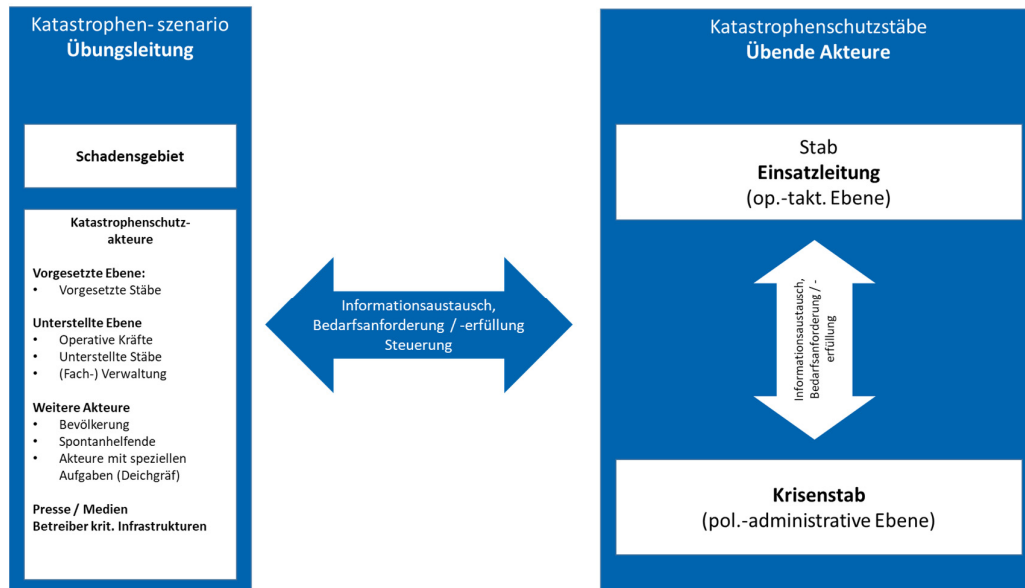 Katastrophen- szenario
Übungsleitung
Schadensgebiet
Katastrophenschutz-
akteure
Vorgesetzte Ebene:
• Vorgesetzte Stäbe
Unterstellte Ebene
• Operative Kräfte
• Unterstellte Stäbe
• (Fach-) Verwaltung
Weitere Akteure
• Bevölkerung
• Spontanhelfende
• Akteure mit speziellen
Aufgaben (Deichgräf)
Presse / Medien
Betreiber krit. Infrastrukturen
Informationsaustausch,
Bedarfsanforderung / -erfüllung
Steuerung
Katastrophenschutzstäbe
Übende Akteure
Stab
Einsatzleitung
(op.-takt. Ebene)
Informationsaustausch,
Bedarfsanforderung / -
erfüllung
Krisenstab
(pol.-administrative Ebene)